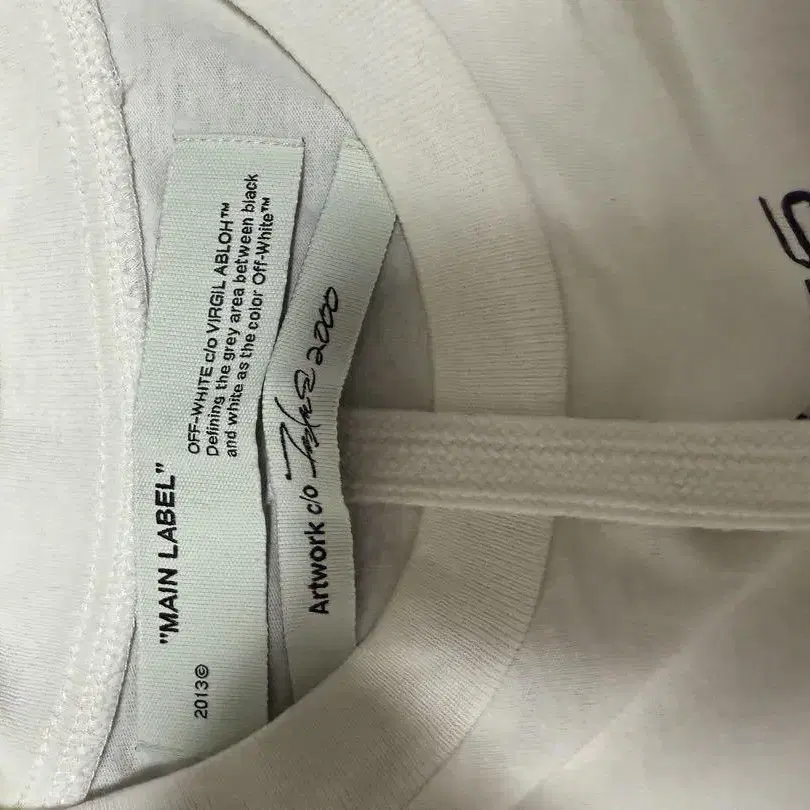 "MAIN LABEL"
2013©
OFF-WHITE c/o VIRGIL ABLOH™
Defining the grey area between black
and white as the color Off-White™
Artwork c/o Futura 2000